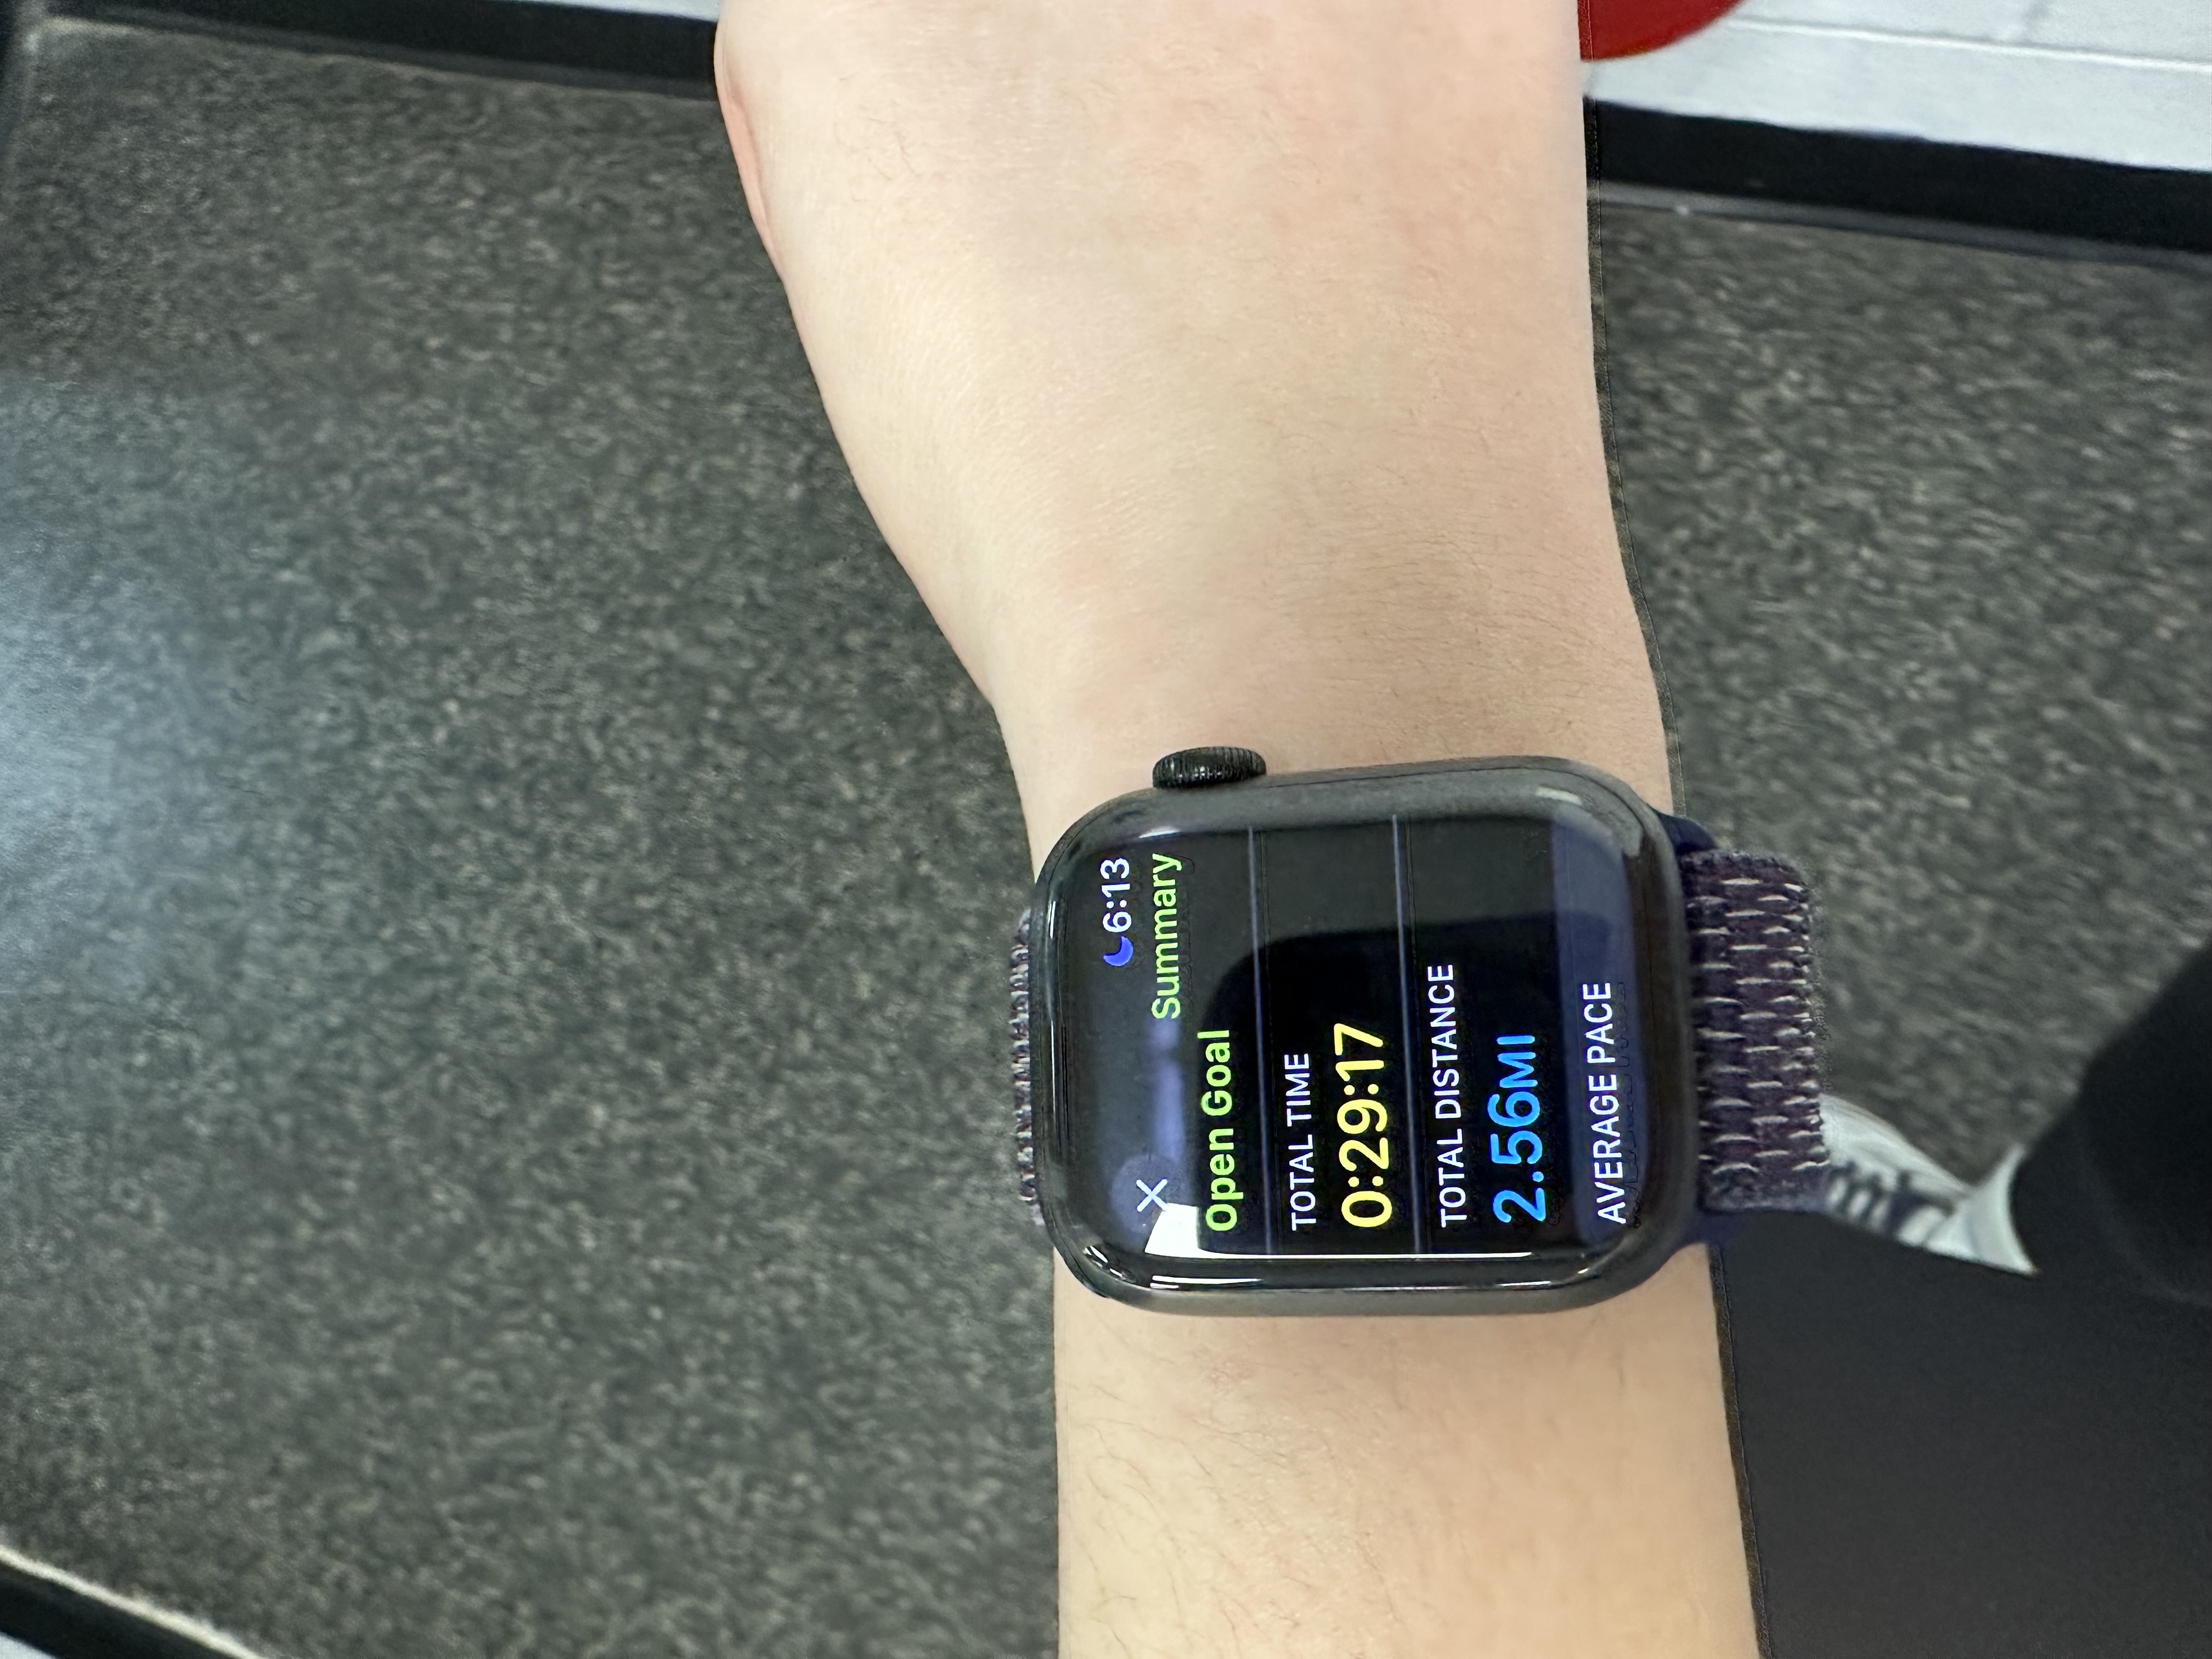 6:13
Summary
Open Goal
TOTAL TIME
0:29:17
TOTAL DISTANCE
2.56MI
AVERAGE PACE